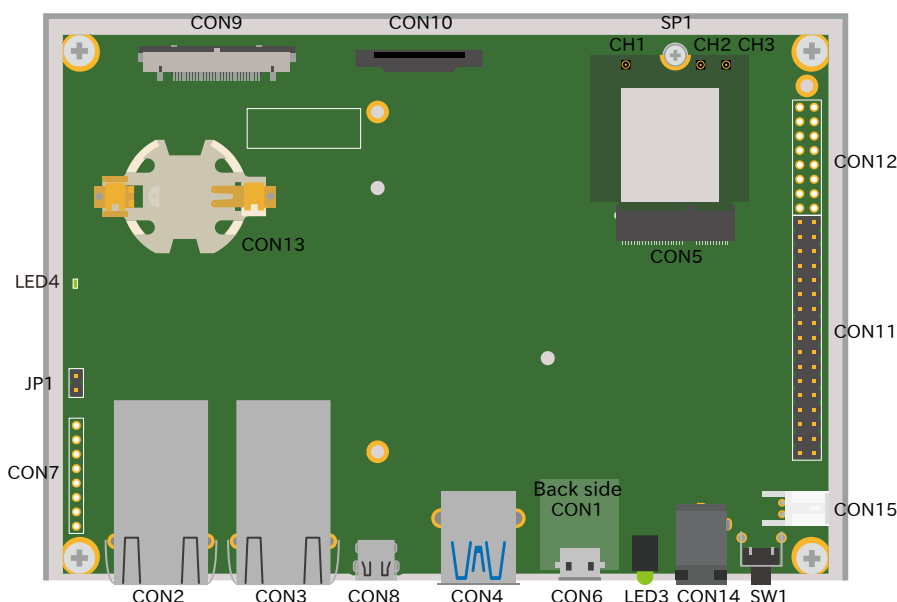 CON9
CON10
SP1
CH1
CH2
CH3
CON12
CON13
CON5
LED4
CON11
JP1
CON7
Back side
CON1
CON15
CON2
CON3
CON8
CON4
CON6
LED3
CON14
SW1